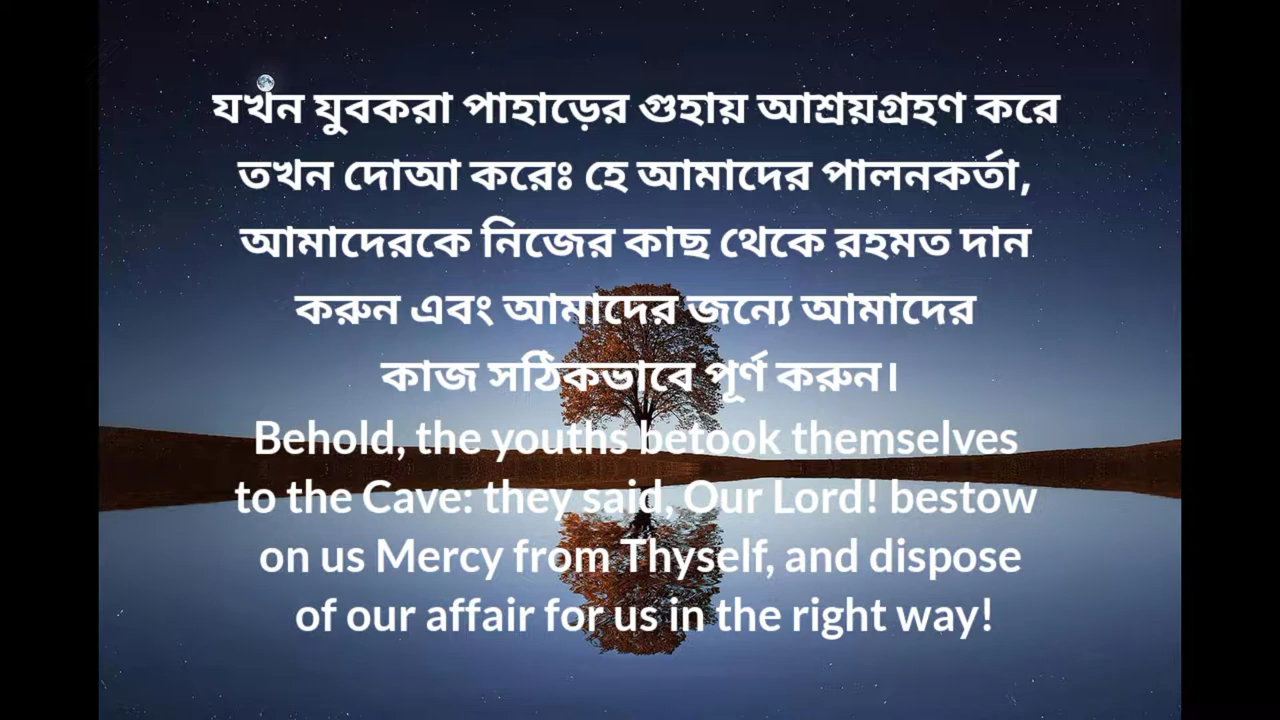 যখন যুবকরা পাহাড়ের গুহায় আশ্রয়গ্রহণ করে
তখন দোআ করেঃ হে আমাদের পালনকর্তা,
আমাদেরকে নিজের কাছ থেকে রহমত দান
করুন এবং আমাদের জন্যে আমাদের
কাজ সঠিকভাবে পূর্ণ করুন।
Behold, the youths betook themselves
to the Cave: they said, Our Lord! bestow
on us Mercy from Thyself, and dispose
of our affair for us in the right way!